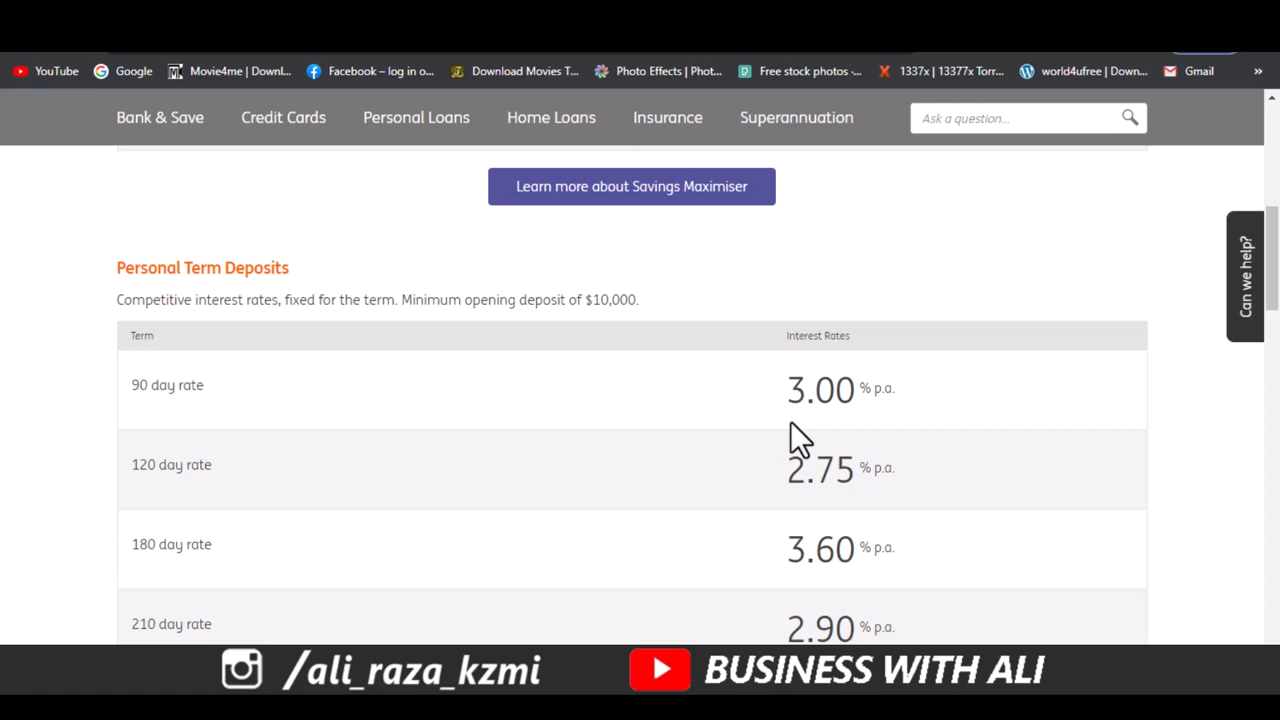 YouTube Google Movie4me | Downl... Facebook – log in o... Download Movies T... Photo Effects | Phot... Free stock photos -... 1337x | 13377x Torr... world4ufree | Down... Gmail »
Bank & Save Credit Cards Personal Loans Home Loans Insurance Superannuation Ask a question...
Learn more about Savings Maximiser
Can we help?
Personal Term Deposits
Competitive interest rates, fixed for the term. Minimum opening deposit of $10,000.
Term Interest Rates
90 day rate 3.00 % p.a.
120 day rate 2.75 % p.a.
180 day rate 3.60 % p.a.
210 day rate 2.90 % p.a.
/ali_raza_kzmi BUSINESS WITH ALI